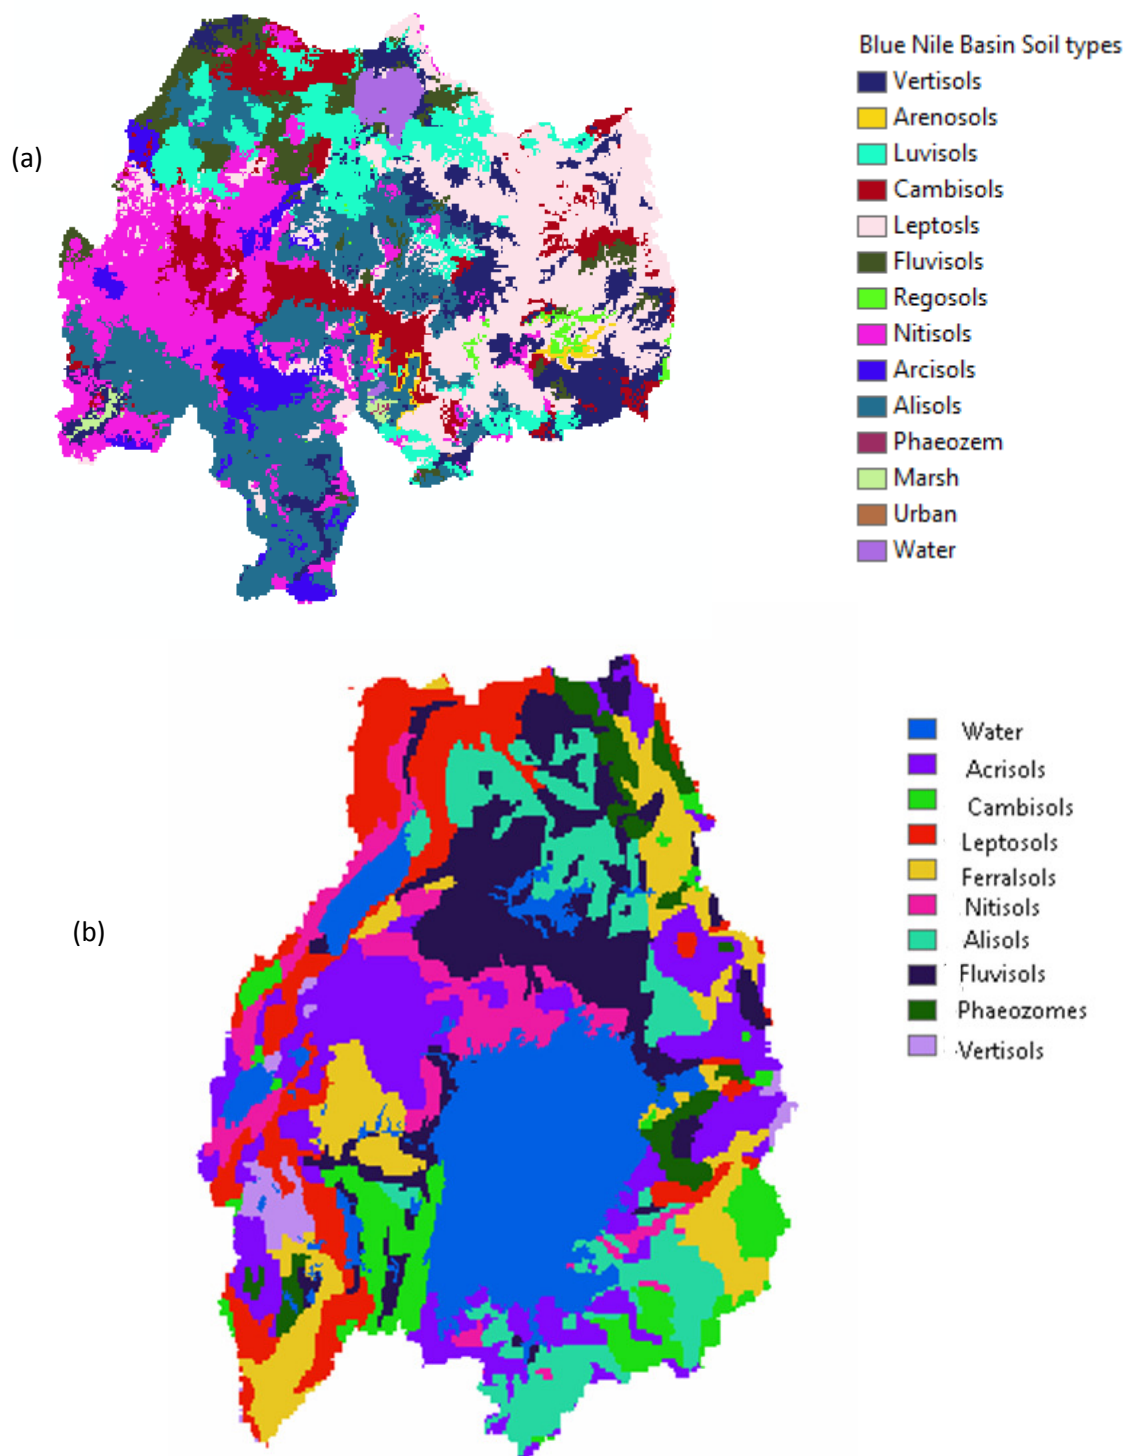 Blue Nile Basin Soil types
Vertisols
Arenosols
Luvisols
Cambisols
Leptosls
Fluvisols
Regosols
Nitisols
Arcisols
Alisols
Phaeozem
Marsh
Urban
Water
(a)
Water
Acrisols
Cambisols
Leptosols
Ferralsols
Nitisols
Alisols
Fluvisols
Phaeozomes
Vertisols
(b)